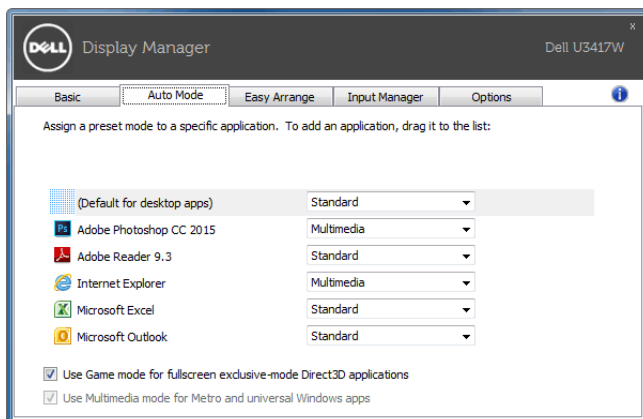 DELL Display Manager Dell U3417W x
Basic Auto Mode Easy Arrange Input Manager Options i
Assign a preset mode to a specific application. To add an application, drag it to the list:
(Default for desktop apps) Standard
Ps Adobe Photoshop CC 2015 Multimedia
Adobe Reader 9.3 Standard
Internet Explorer Multimedia
Microsoft Excel Standard
Microsoft Outlook Standard
Use Game mode for fullscreen exclusive-mode Direct3D applications
Use Multimedia mode for Metro and universal Windows apps